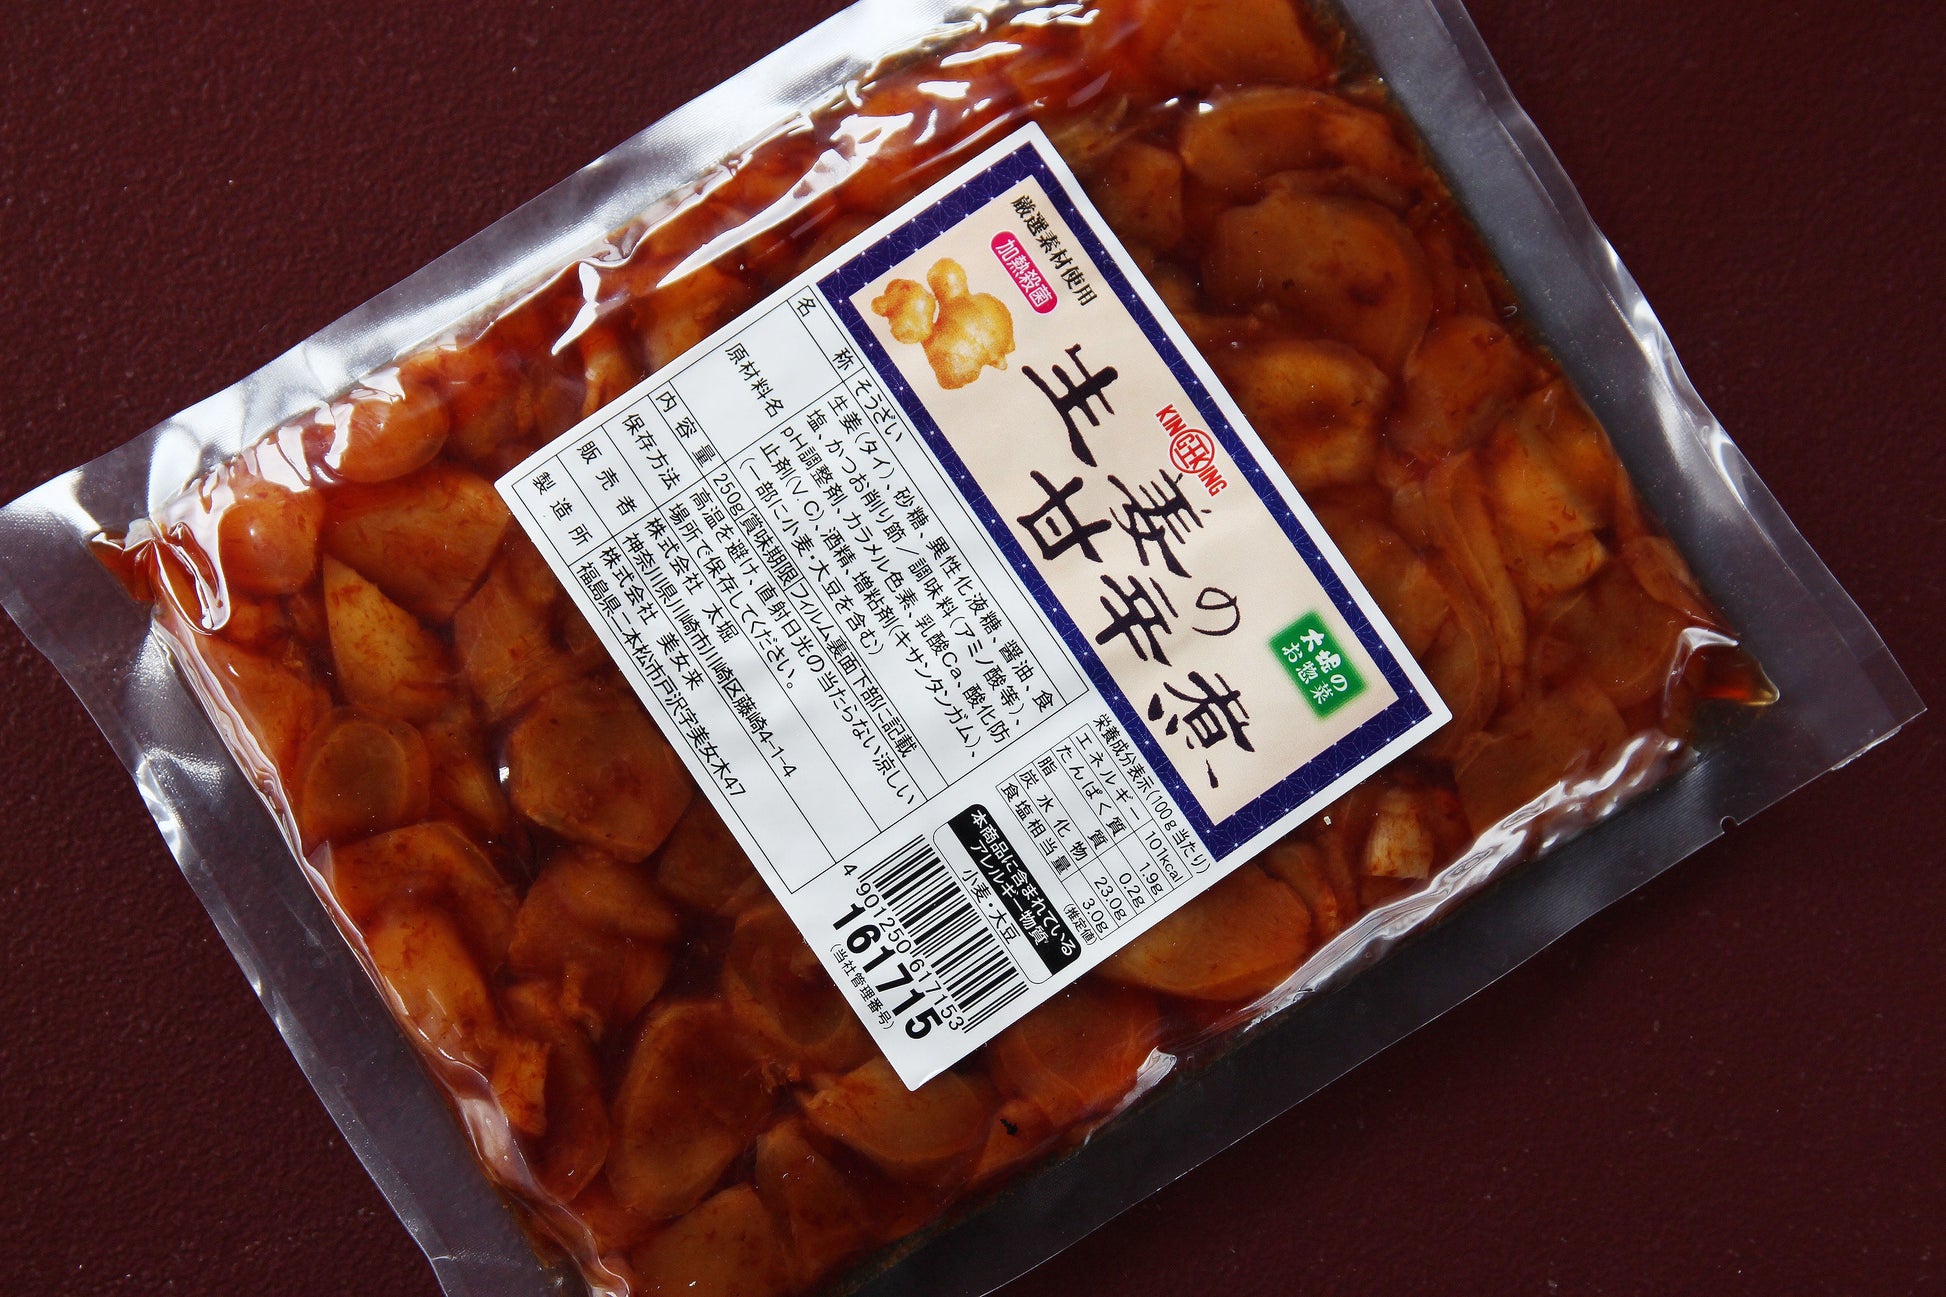 厳選素材使用
加熱殺菌
KING GEEK KING
生姜の
甘辛煮
大堀の
お惣菜
名称 そうざい
原材料名 生姜(タイ)、砂糖、異性化液糖、醤油、食
塩、かつお削り節／調味料(アミノ酸等)、
pH調整剤、カラメル色素、乳酸Ca、酸化防
止剤(V.C)、酒精、増粘剤(キサンタンガム)、
(一部に小麦・大豆を含む)
内容量 250g 賞味期限 フィルム裏面下部に記載
保存方法 高温を避け、直射日光の当たらない涼しい
場所で保存してください。
販売者 株式会社 大堀
神奈川県川崎市川崎区藤崎4-1-4
製造所 株式会社 美女来
福島県二本松市戸沢字美女木47
栄養成分表示(100g当たり)
エネルギー 101kcal
たんぱく質 1.9g
脂質 0.2g
炭水化物 23.0g
食塩相当量 3.0g
(推定値)
本商品に含まれている
アレルギー物質
小麦・大豆
4 901250 617153
161715
(当社管理番号)